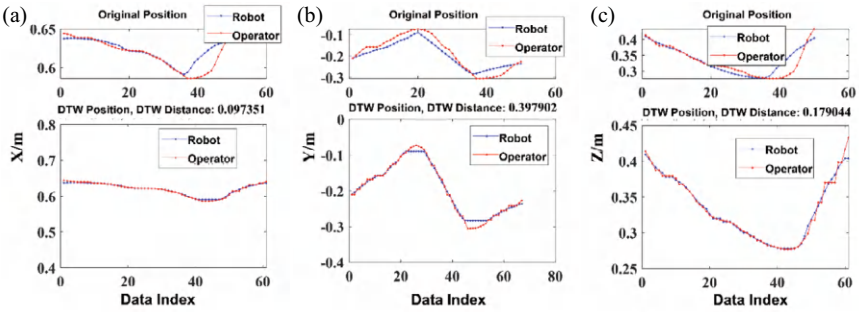 (a)
Original Position
0.65
0.6
Robot
Operator
0 20 40 60
DTW Position, DTW Distance: 0.097351
X/m
0.8
0.7
0.6
0.5
0.4
Robot
Operator
0 20 40 60
Data Index
(b)
Original Position
-0.1
-0.2
-0.3
Robot
Operator
0 20 40 60
DTW Position, DTW Distance: 0.397902
Y/m
0
-0.1
-0.2
-0.3
-0.4
Robot
Operator
0 20 40 60 80
Data Index
(c)
Original Position
0.4
0.35
0.3
Robot
Operator
0 20 40 60
DTW Position, DTW Distance: 0.179044
Z/m
0.45
0.4
0.35
0.3
0.25
Robot
Operator
0 20 40 60
Data Index